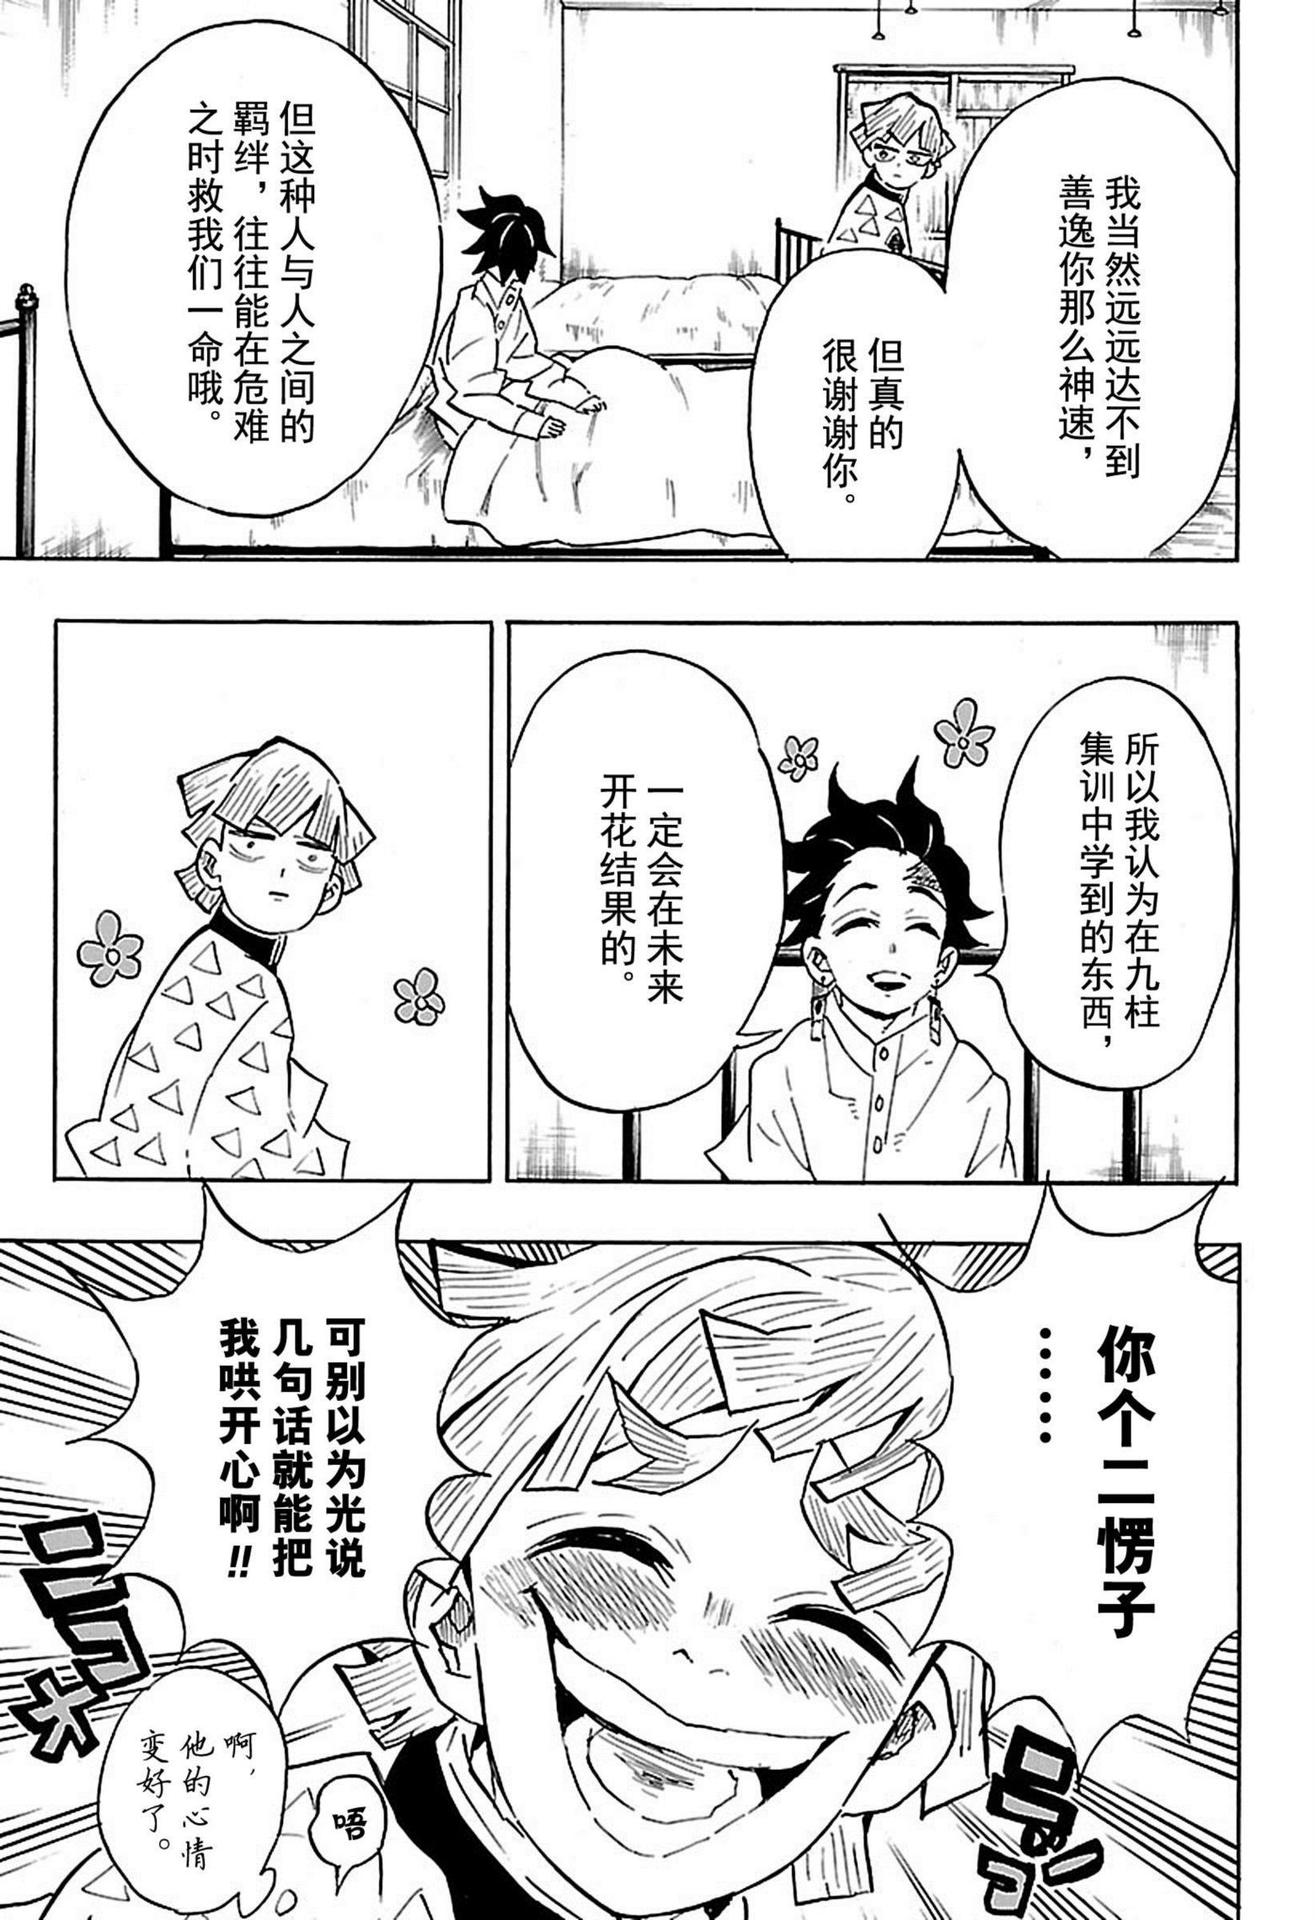 我当然远远达不到
善逸你那么神速，
但真的
很谢谢你。
但这种人与人之间的
羁绊，往往能在危难
之时救我们一命哦。
所以我认为在九柱
集训中学到的东西，
一定会在未来
开花结果的。
你个二愣子
……
可别以为光说
几句话就能把
我哄开心啊!!
唔
啊，
他的心情
变好了。